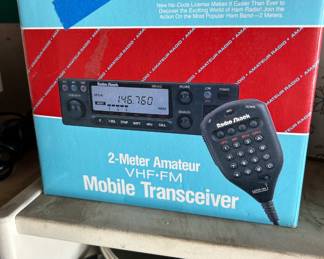 New No-Code License Makes It Easier Than Ever to
Discover the Exciting World of Ham Radio! Join the
Action On the Most Popular Ham Band—2 Meters.
AMATEUR RADIO
Radio Shack
146.760
Radio Shack
2-Meter Amateur
VHF•FM
Mobile Transceiver